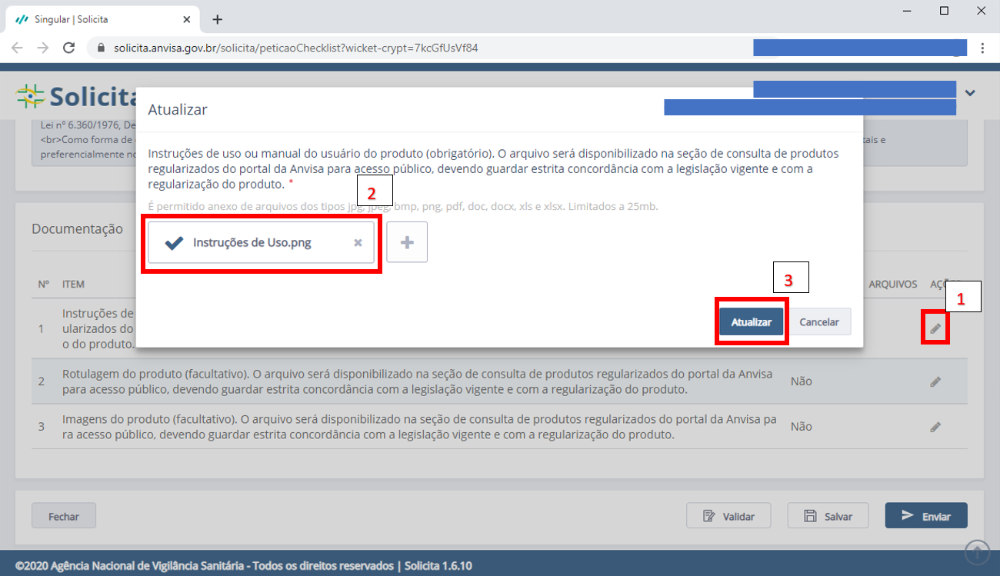 Singular | Solicita
solicita.anvisa.gov.br/solicita/peticaoChecklist?wicket-crypt=7kcGfUsVf84
Solicita
Atualizar
Lei nº 6.360/1976, De
<br>Como forma de
preferencialmente no
tais e
Instruções de uso ou manual do usuário do produto (obrigatório). O arquivo será disponibilizado na seção de consulta de produtos
regularizados do portal da Anvisa para acesso público, devendo guardar estrita concordância com a legislação vigente e com a
regularização do produto. *
2
É permitido anexo de arquivos dos tipos jpg, jpeg, bmp, png, pdf, doc, docx, xls e xlsx. Limitados a 25mb.
Documentação
Instruções de Uso.png
3
Nº ITEM ARQUIVOS AÇÕES
1
Atualizar Cancelar
Instruções de
1 ularizados do
o do produto.
2 Rotulagem do produto (facultativo). O arquivo será disponibilizado na seção de consulta de produtos regularizados do portal da Anvisa Não
para acesso público, devendo guardar estrita concordância com a legislação vigente e com a regularização do produto.
3 Imagens do produto (facultativo). O arquivo será disponibilizado na seção de consulta de produtos regularizados do portal da Anvisa pa Não
ra acesso público, devendo guardar estrita concordância com a legislação vigente e com a regularização do produto.
Fechar Validar Salvar Enviar
©2020 Agência Nacional de Vigilância Sanitária - Todos os direitos reservados | Solicita 1.6.10